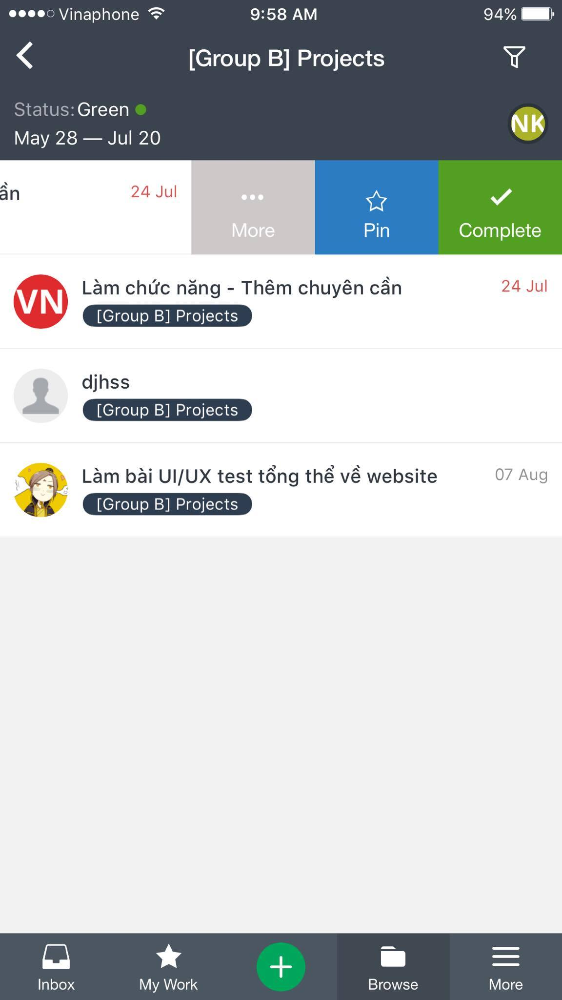 Vinaphone 9:58 AM 94%
[Group B] Projects
Status: Green
NK
May 28 — Jul 20
ần 24 Jul
More Pin Complete
VN
Làm chức năng - Thêm chuyên cần 24 Jul
[Group B] Projects
djhss
[Group B] Projects
Làm bài UI/UX test tổng thể về website 07 Aug
[Group B] Projects
Inbox My Work Browse More